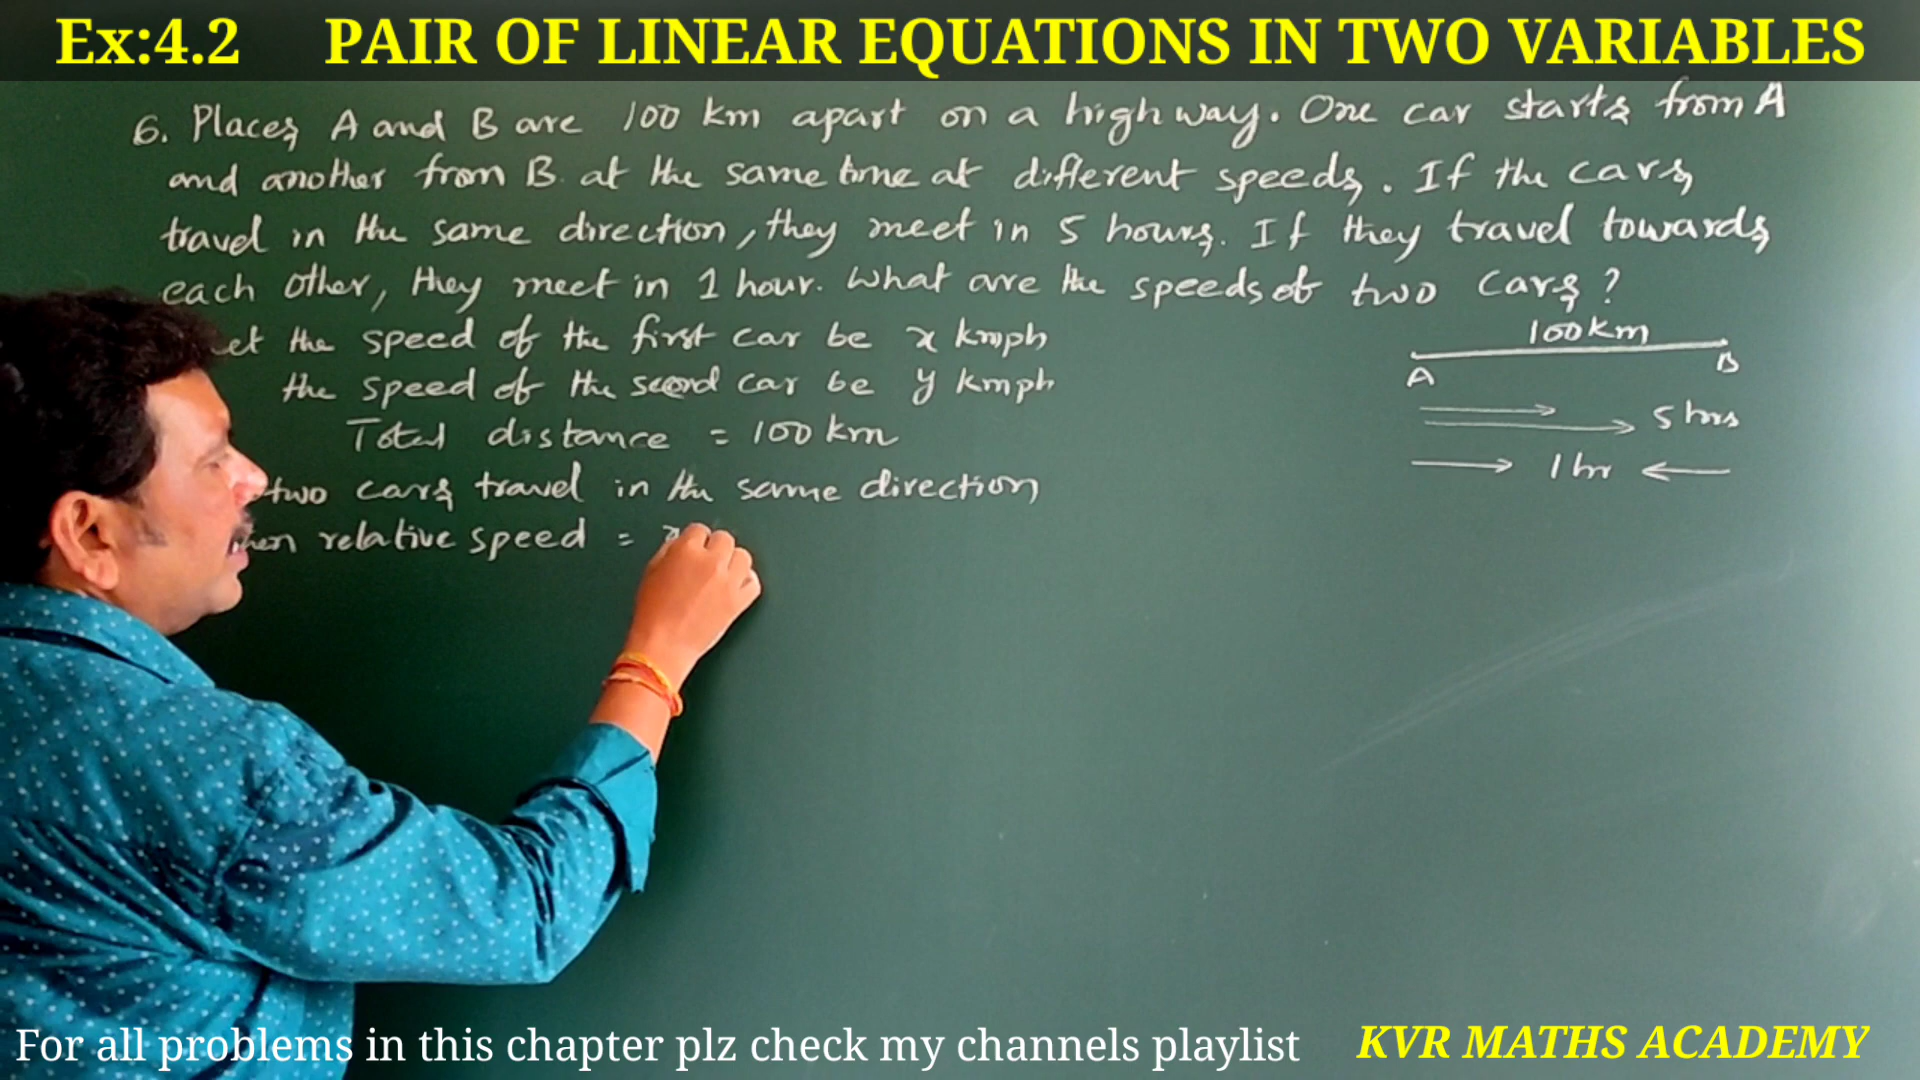 Ex:4.2 PAIR OF LINEAR EQUATIONS IN TWO VARIABLES
6. Places A and B are 100 km apart on a highway. One car starts from A
and another from B at the same time at different speeds. If the cars
travel in the same direction, they meet in 5 hours. If they travel towards
each other, they meet in 1 hour. What are the speeds of two cars?
the speed of the first car be x kmph
the speed of the second car be y kmph
Total distance = 100 km
two cars travel in the same direction
relative speed = x
100 km
A B
5 hrs
1 hr
For all problems in this chapter plz check my channels playlist
KVR MATHS ACADEMY